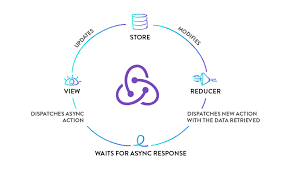 STORE
UPDATES
MODIFIES
VIEW
REDUCER
DISPATCHES ASYNC
ACTION
DISPATCHES NEW ACTION
WITH THE DATA RETRIEVED
WAITS FOR ASYNC RESPONSE